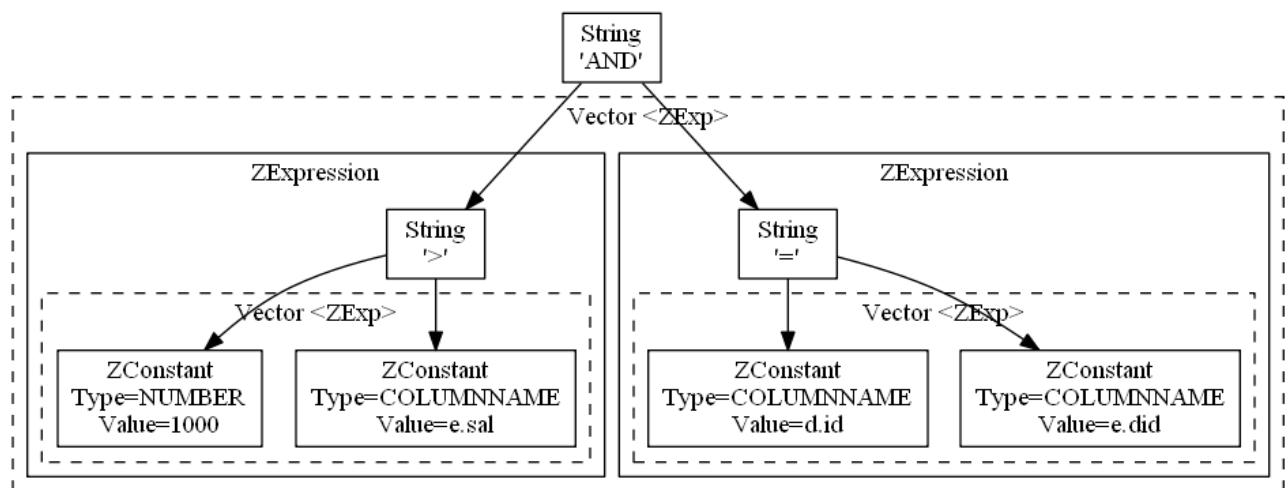 String
'AND'
Vector <ZExp>
ZExpression
ZExpression
String
'>'
String
'='
Vector <ZExp>
Vector <ZExp>
ZConstant
Type=NUMBER
Value=1000
ZConstant
Type=COLUMNNAME
Value=e.sal
ZConstant
Type=COLUMNNAME
Value=d.id
ZConstant
Type=COLUMNNAME
Value=e.did